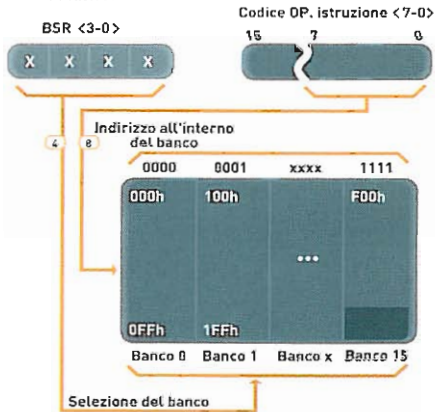 Codice OP. istruzione <7-0>
BSR <3-0>
15 7 0
X X X X
Indirizzo all'interno
del banco
4 8
0000 0001 xxxx 1111
000h 100h F00h
...
0FFh 1FFh
Banco 0 Banco 1 Banco x Banco 15
Selezione del banco